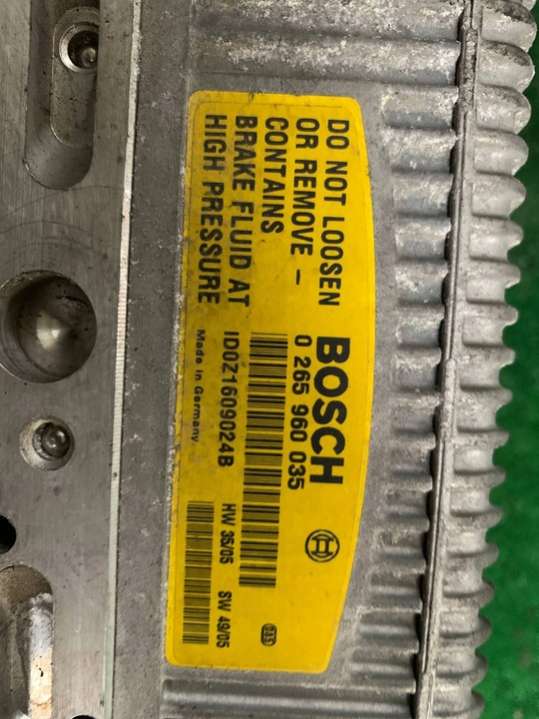 DO NOT LOOSEN
OR REMOVE –
CONTAINS
BRAKE FLUID AT
HIGH PRESSURE
BOSCH
0 265 960 035
ID0Z1609024B
Made in Germany
HW 35/05 SW 49/05